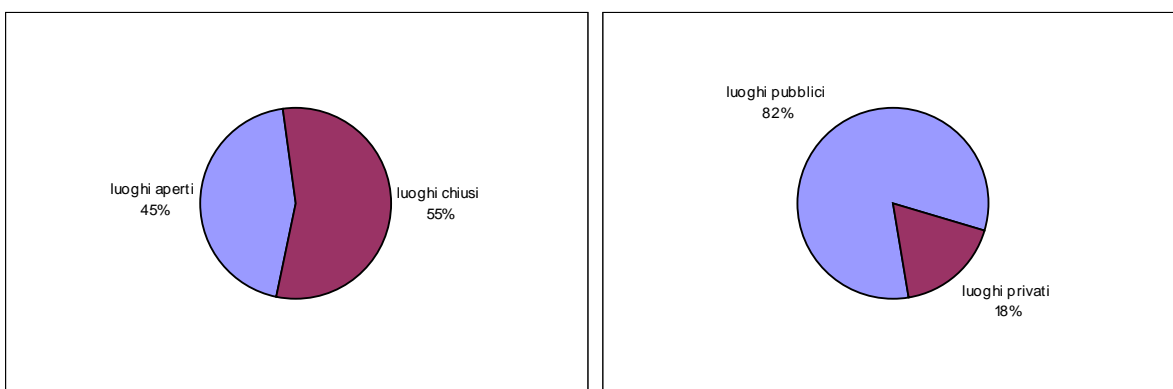 luoghi aperti
45%
luoghi chiusi
55%
luoghi pubblici
82%
luoghi privati
18%